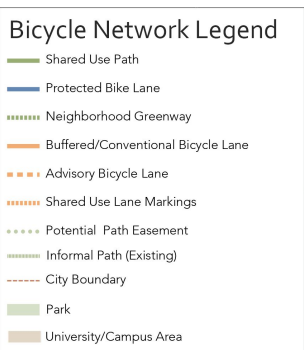 Bicycle Network Legend
Shared Use Path
Protected Bike Lane
Neighborhood Greenway
Buffered/Conventional Bicycle Lane
Advisory Bicycle Lane
Shared Use Lane Markings
Potential Path Easement
Informal Path (Existing)
City Boundary
Park
University/Campus Area